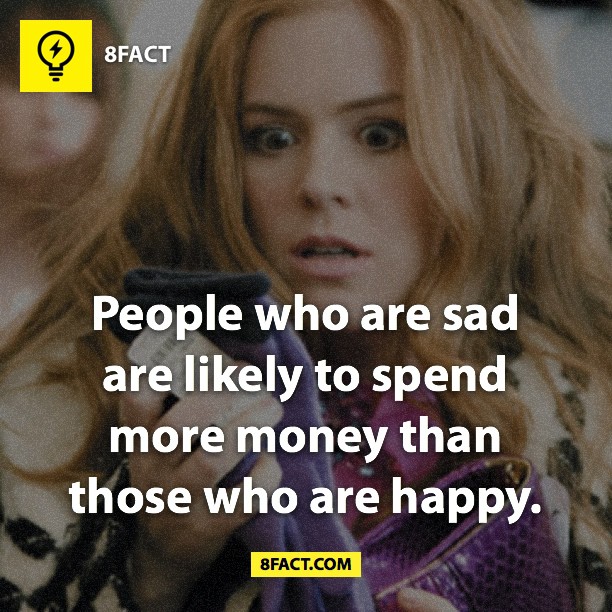 8FACT
People who are sad
are likely to spend
more money than
those who are happy.
8FACT.COM